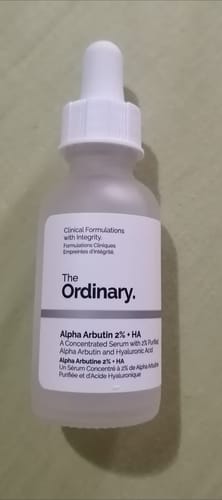 Clinical Formulations
with Integrity.
Formulations Cliniques
Empreintes d'Intégrité.
The
Ordinary.
Alpha Arbutin 2% + HA
A Concentrated Serum with 2% Purified
Alpha Arbutin and Hyaluronic Acid
Alpha Arbutine 2% + HA
Un Sérum Concentré à 2% de Alpha Arbutine
Purifiée et d'Acide Hyaluronique